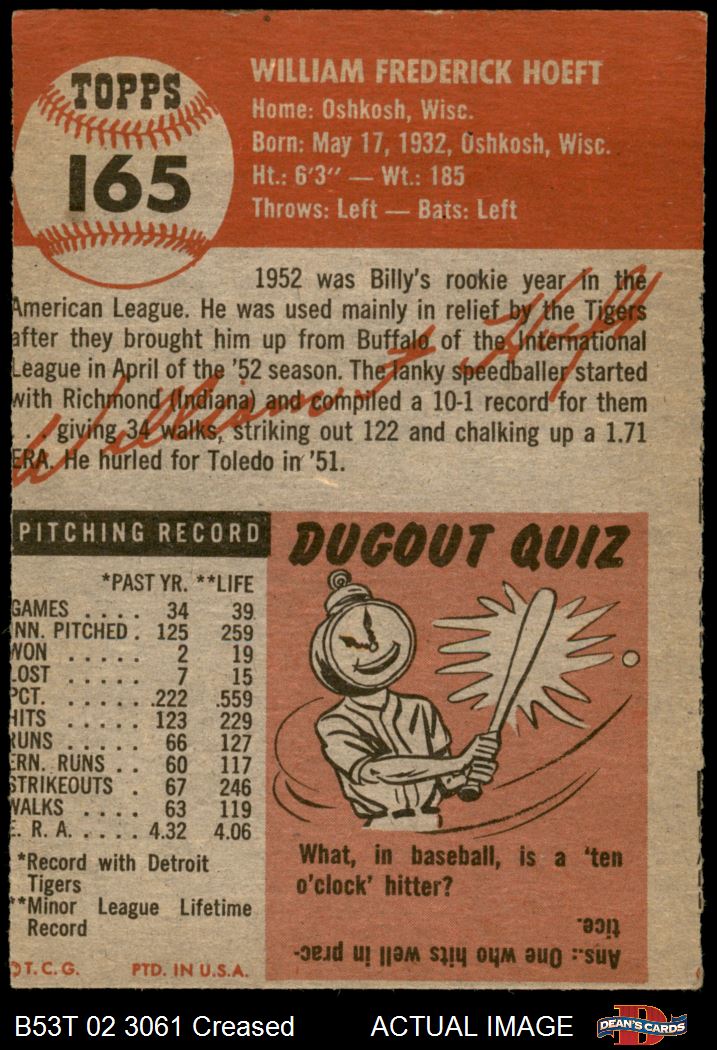 TOPPS
165
WILLIAM FREDERICK HOEFT
Home: Oshkosh, Wisc.
Born: May 17, 1932, Oshkosh, Wisc.
Ht.: 6'3" — Wt.: 185
Throws: Left — Bats: Left
1952 was Billy's rookie year in the
American League. He was used mainly in relief by the Tigers
after they brought him up from Buffalo of the International
League in April of the '52 season. The lanky speedballer started
with Richmond (Indiana) and compiled a 10-1 record for them
. . . giving 34 walks, striking out 122 and chalking up a 1.71
ERA. He hurled for Toledo in '51.
William F Hoeft
PITCHING RECORD
*PAST YR. **LIFE
GAMES . . . . 34 39
NN. PITCHED . 125 259
WON . . . . . 2 19
LOST . . . . . 7 15
PCT. . . . . . .222 .559
HITS . . . . . 123 229
RUNS . . . . . 66 127
ERN. RUNS . . 60 117
STRIKEOUTS . 67 246
WALKS . . . . 63 119
E. R. A. . . . . . 4.32 4.06
*Record with Detroit
Tigers
**Minor League Lifetime
Record
©T. C. G. PTD. IN U.S.A.
DUGOUT QUIZ
What, in baseball, is a 'ten
o'clock' hitter?
Ans.: One who hits well in prac-
tice.
B53T 02 3061 Creased ACTUAL IMAGE
D
DEAN'S CARDS